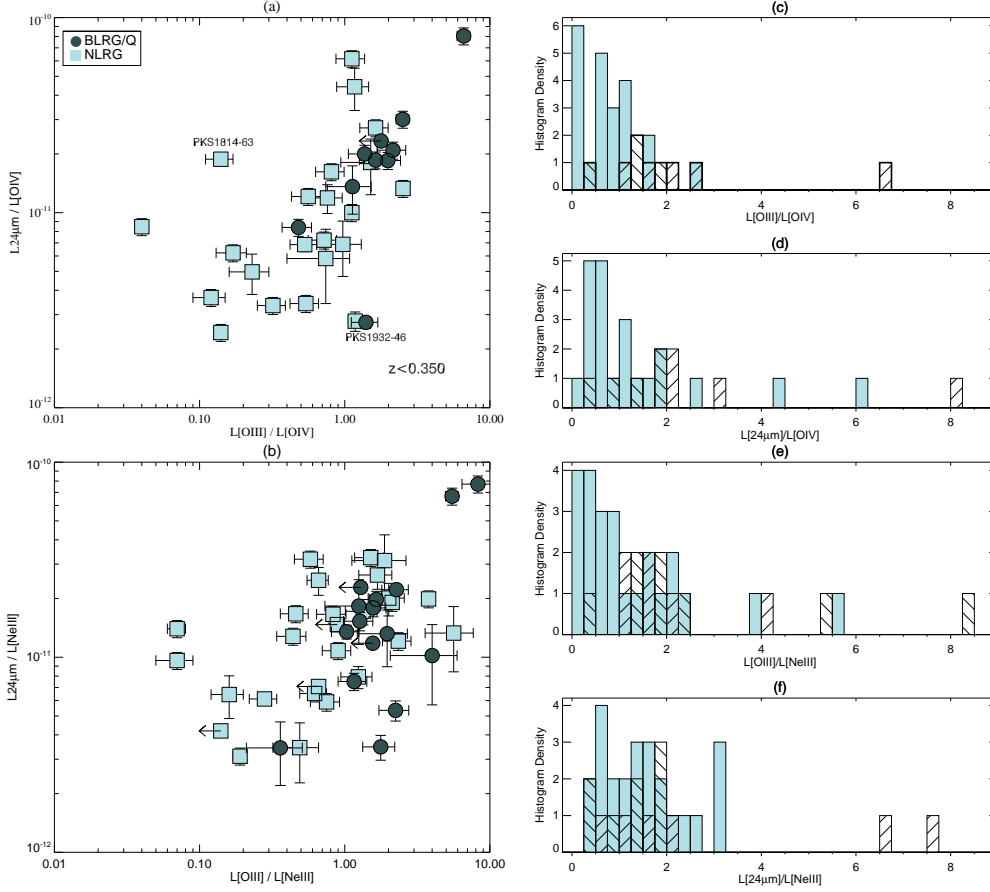 (a)
10⁻¹⁰
BLRG/Q
NLRG
PKS1814-63
10⁻¹¹
L24μm / L[OIV]
PKS1932-46
z<0.350
10⁻¹²
0.01 0.10 1.00 10.00
L[OIII] / L[OIV]
(b)
10⁻¹⁰
10⁻¹¹
L24μm / L[NeIII]
10⁻¹²
0.01 0.10 1.00 10.00
L[OIII] / L[NeIII]
(c)
6
5
4
3
2
1
0
Histogram Density
0 2 4 6 8
L[OIII]/L[OIV]
(d)
5
4
3
2
1
0
Histogram Density
0 2 4 6 8
L[24μm]/L[OIV]
(e)
4
3
2
1
0
Histogram Density
0 2 4 6 8
L[OIII]/L[NeIII]
(f)
4
3
2
1
0
Histogram Density
0 2 4 6 8
L[24μm]/L[NeIII]